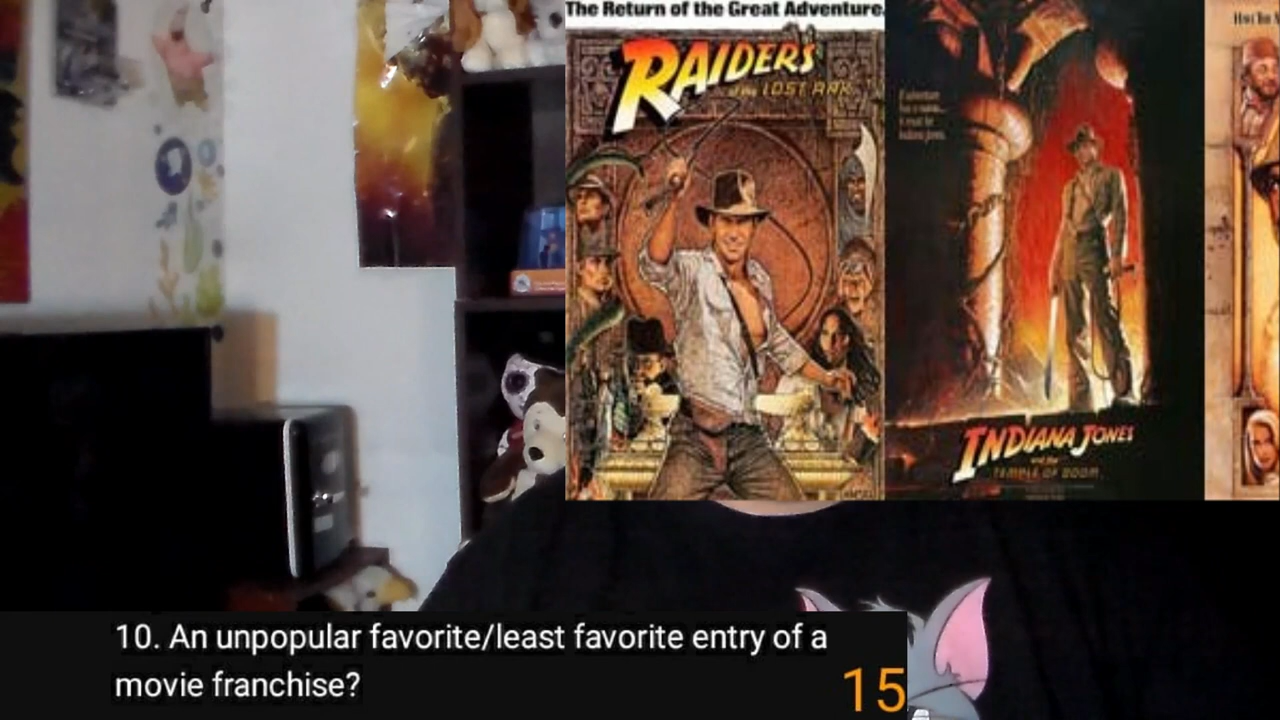 The Return of the Great Adventure.
RAIDERS
of the LOST ARK
INDIANA JONES
and the
TEMPLE OF DOOM
10. An unpopular favorite/least favorite entry of a
movie franchise?
15